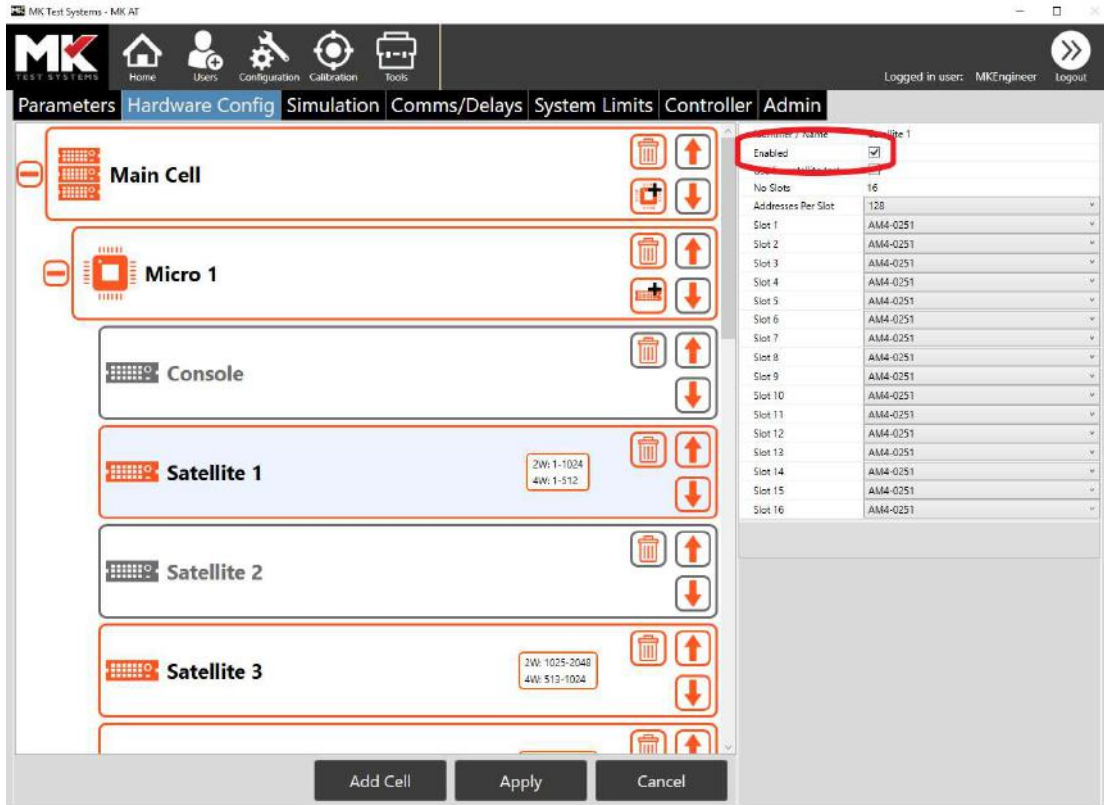 MK Test Systems - MK AT
MK
TEST SYSTEMS
Home
Users
Configuration
Calibration
Tools
Logged in user: MKEngineer
Logout
Parameters Hardware Config Simulation Comms/Delays System Limits Controller Admin
Main Cell
Micro 1
Console
Satellite 1
2W: 1-1024
4W: 1-512
Satellite 2
Satellite 3
2W: 1025-2048
4W: 513-1024
Add Cell
Apply
Cancel
Name
Enabled
No Slots 16
Addresses Per Slot 128
Slot 1 AM4-0251
Slot 2 AM4-0251
Slot 3 AM4-0251
Slot 4 AM4-0251
Slot 5 AM4-0251
Slot 6 AM4-0251
Slot 7 AM4-0251
Slot 8 AM4-0251
Slot 9 AM4-0251
Slot 10 AM4-0251
Slot 11 AM4-0251
Slot 12 AM4-0251
Slot 13 AM4-0251
Slot 14 AM4-0251
Slot 15 AM4-0251
Slot 16 AM4-0251